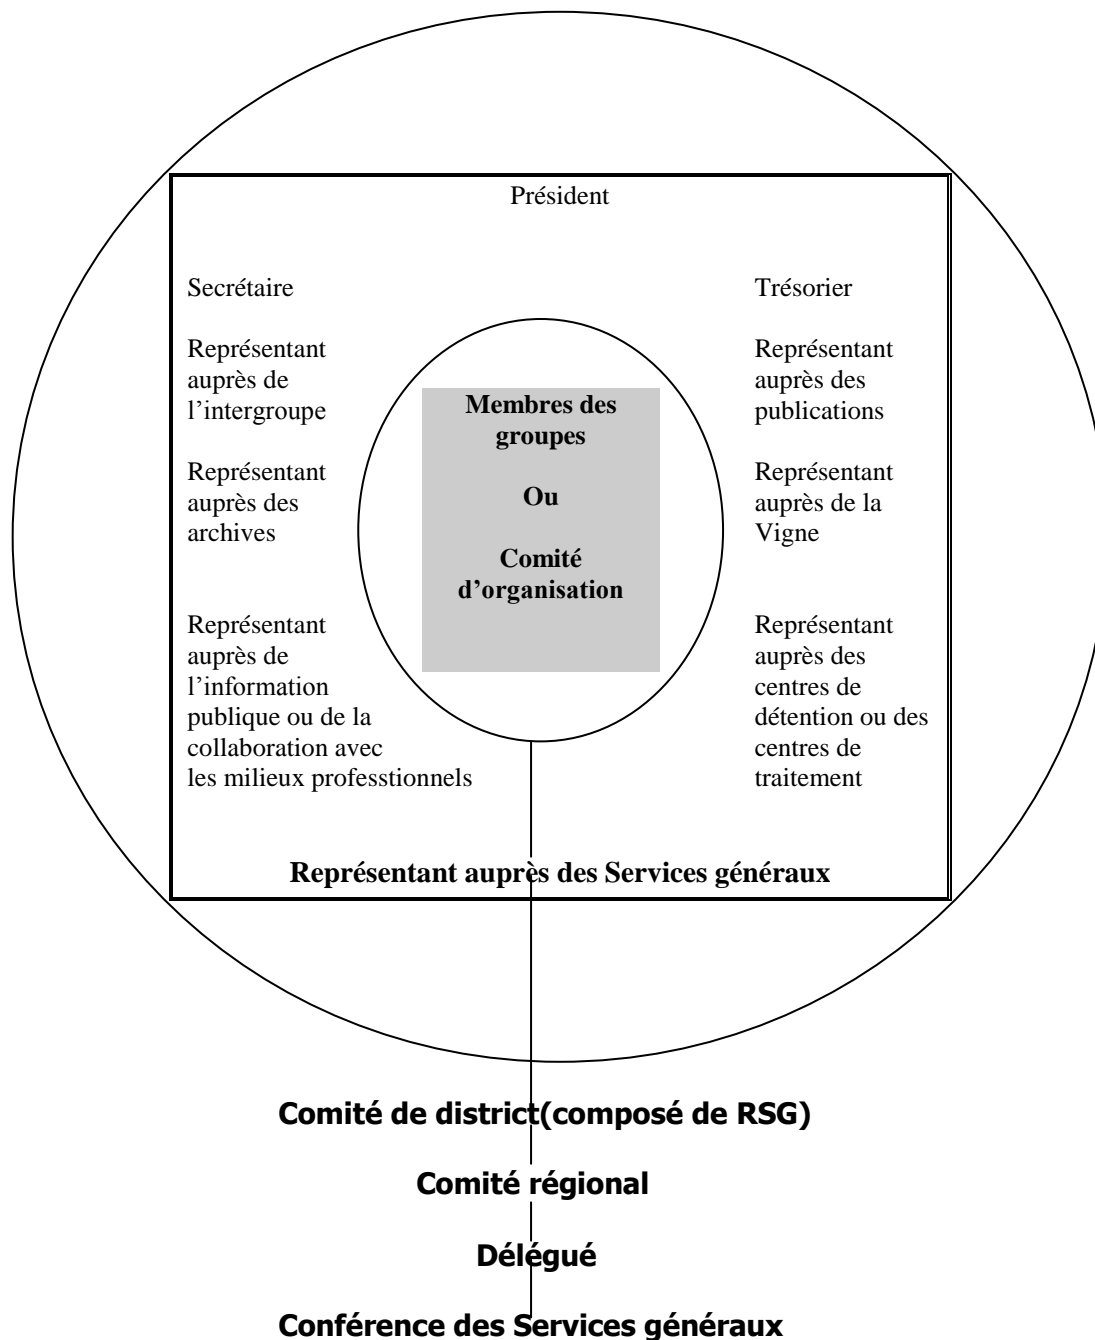 Président
Secrétaire
Trésorier
Représentant
auprès de
l’intergroupe
Représentant
auprès des
publications
Membres des
groupes
Ou
Comité
d’organisation
Représentant
auprès des
archives
Représentant
auprès de la
Vigne
Représentant
auprès de
l’information
publique ou de la
collaboration avec
les milieux professtionnels
Représentant
auprès des
centres de
détention ou des
centres de
traitement
Représentant auprès des Services généraux
Comité de district(composé de RSG)
Comité régional
Délégué
Conférence des Services généraux